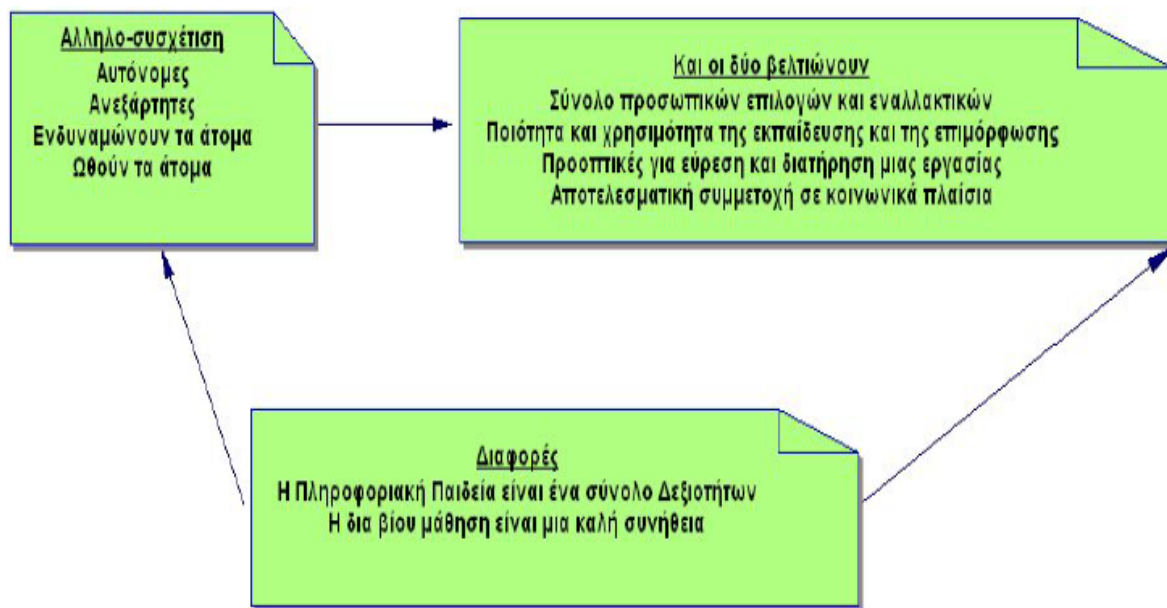 Αλληλο-συσχέτιση
Αυτόνομες
Ανεξάρτητες
Ενδυναμώνουν τα άτομα
Ωθούν τα άτομα
Και οι δύο βελτιώνουν
Σύνολο προσωπικών επιλογών και εναλλακτικών
Ποιότητα και χρησιμότητα της εκπαίδευσης και της επιμόρφωσης
Προοπτικές για εύρεση και διατήρηση μιας εργασίας
Αποτελεσματική συμμετοχή σε κοινωνικά πλαίσια
Διαφορές
Η Πληροφοριακή Παιδεία είναι ένα σύνολο Δεξιοτήτων
Η δια βίου μάθηση είναι μια καλή συνήθεια